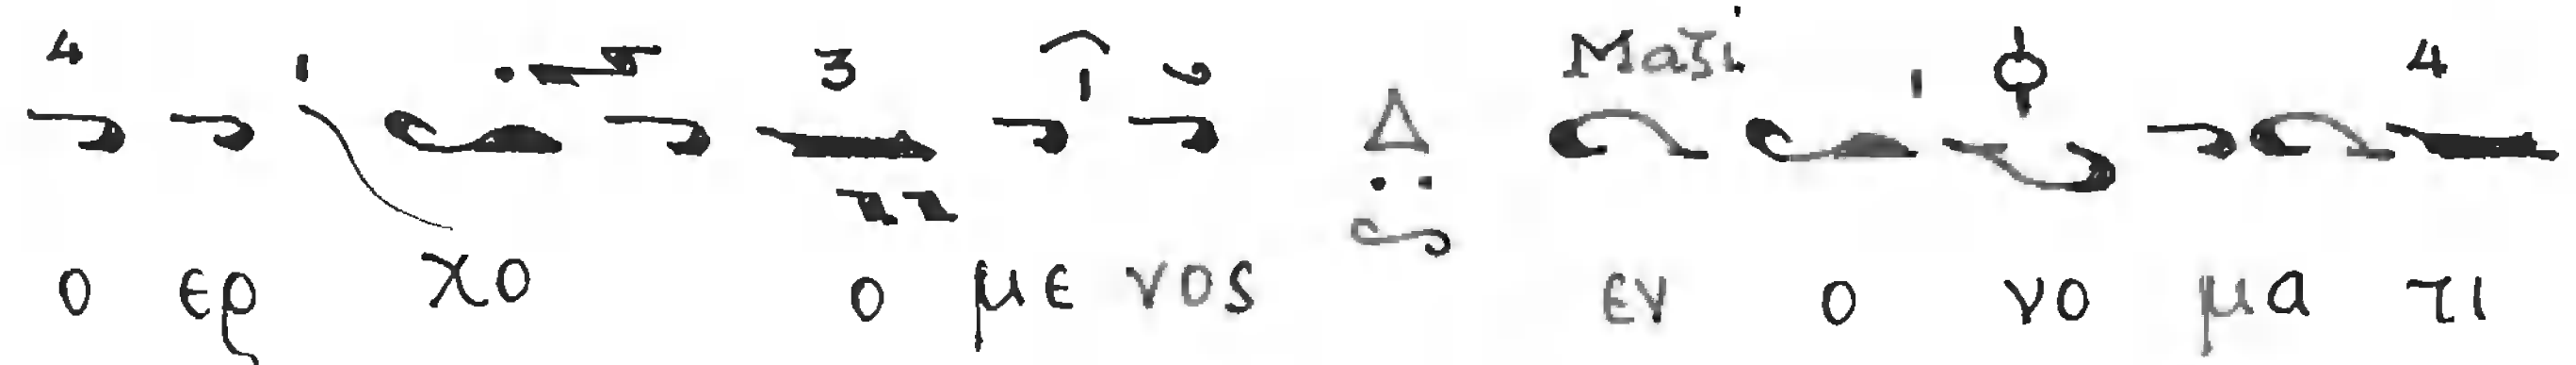 4 3 Μαζί 4
Δ
ο ερ χο ο με νος εν ο νο μα τι